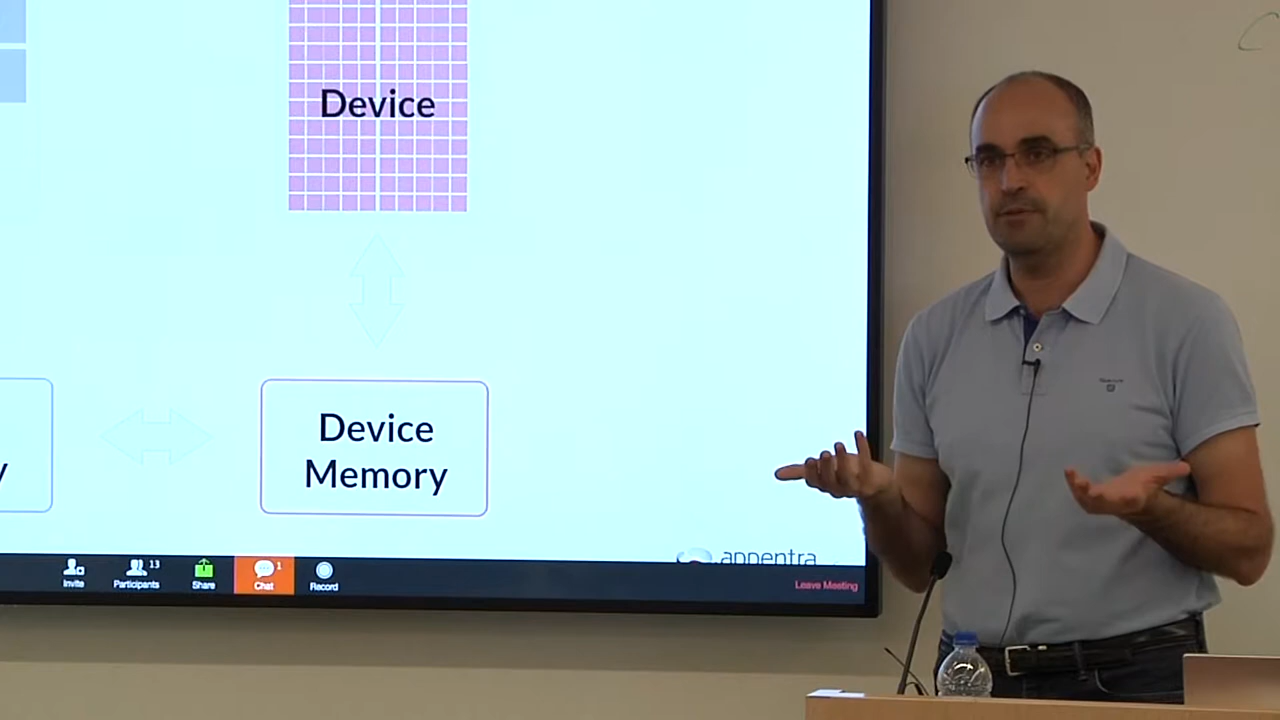 Device
y
Device
Memory
appentra
Invite
Participants
13
Share
Chat
1
Record
Leave Meeting